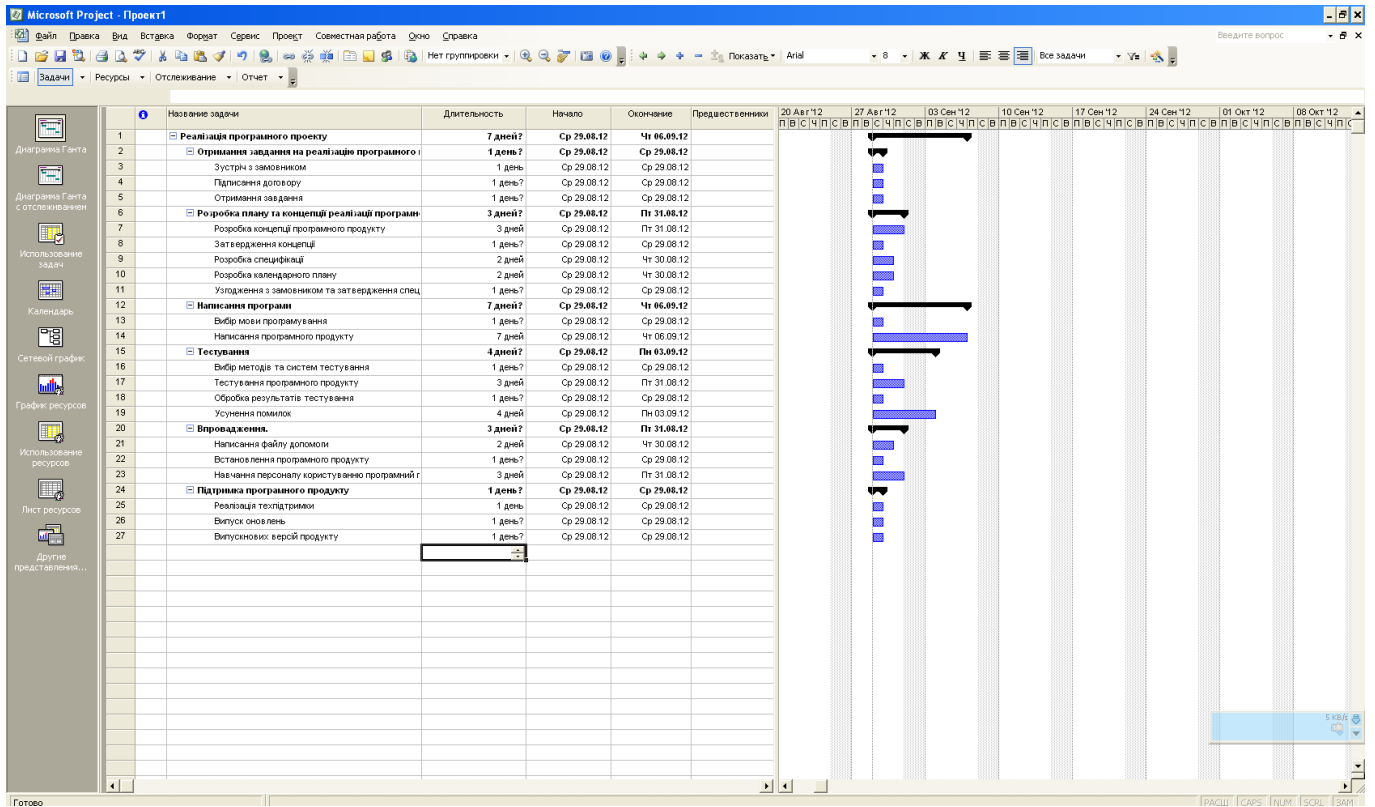 Microsoft Project - Проект1
Файл Правка Вид Вставка Формат Сервис Проект Совместная работа Окно Справка Введите вопрос
Нет группировки Показать Arial 8 Ж К Ч Все задачи
Задачи Ресурсы Отслеживание Отчет
Название задачи Длительность Начало Окончание Предшественники 20 Авг '12 27 Авг '12 03 Сен '12 10 Сен '12 17 Сен '12 24 Сен '12 01 Окт '12 08 Окт '12
П В С Ч П С В П В С Ч П С В П В С Ч П С В П В С Ч П С В П В С Ч П С В П В С Ч П С В П В С Ч П С В П В С Ч П С
1 Реалізація програмного проекту 7 дней? Ср 29.08.12 Чт 06.09.12
2 Отримання завдання на реалізацію програмного 1 день? Ср 29.08.12 Ср 29.08.12
3 Зустріч з замовником 1 день Ср 29.08.12 Ср 29.08.12
4 Підписання договору 1 день? Ср 29.08.12 Ср 29.08.12
5 Отримання завдання 1 день? Ср 29.08.12 Ср 29.08.12
6 Розробка плану та концепції реалізації програмн 3 дней? Ср 29.08.12 Пт 31.08.12
7 Розробка концепції програмного продукту 3 дней Ср 29.08.12 Пт 31.08.12
8 Затвердження концепції 1 день? Ср 29.08.12 Ср 29.08.12
9 Розробка специфікації 2 дней Ср 29.08.12 Чт 30.08.12
10 Розробка календарного плану 2 дней Ср 29.08.12 Чт 30.08.12
11 Узгодження з замовником та затвердження спец 1 день? Ср 29.08.12 Ср 29.08.12
12 Написання програми 7 дней? Ср 29.08.12 Чт 06.09.12
13 Вибір мови програмування 1 день? Ср 29.08.12 Ср 29.08.12
14 Написання програмного продукту 7 дней Ср 29.08.12 Чт 06.09.12
15 Тестування 4 дней? Ср 29.08.12 Пн 03.09.12
16 Вибір методів та систем тестування 1 день? Ср 29.08.12 Ср 29.08.12
17 Тестування програмного продукту 3 дней Ср 29.08.12 Пт 31.08.12
18 Обробка результатів тестування 1 день? Ср 29.08.12 Ср 29.08.12
19 Усунення помилок 4 дней Ср 29.08.12 Пн 03.09.12
20 Впровадження. 3 дней? Ср 29.08.12 Пт 31.08.12
21 Написання файлу допомоги 2 дней Ср 29.08.12 Чт 30.08.12
22 Встановлення програмного продукту 1 день? Ср 29.08.12 Ср 29.08.12
23 Навчання персоналу користуванню програмний г 3 дней Ср 29.08.12 Пт 31.08.12
24 Підтримка програмного продукту 1 день? Ср 29.08.12 Ср 29.08.12
25 Реалізація техпідтримки 1 день Ср 29.08.12 Ср 29.08.12
26 Випуск оновлень 1 день? Ср 29.08.12 Ср 29.08.12
27 Випускнових версій продукту 1 день? Ср 29.08.12 Ср 29.08.12
Диаграмма Ганта
Диаграмма Ганта
с отслеживанием
Использование
задач
Календарь
Сетевой график
График ресурсов
Использование
ресурсов
Лист ресурсов
Другие
представления...
5 KB/s
Готово РАСШ CAPS NUM SCRL ЗАМ